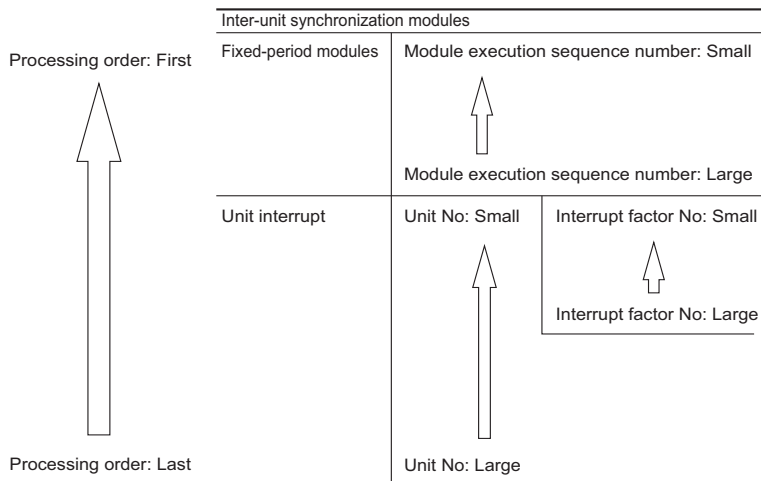 Inter-unit synchronization modules
Processing order: First
Fixed-period modules
Module execution sequence number: Small
Module execution sequence number: Large
Unit interrupt
Unit No: Small
Interrupt factor No: Small
Interrupt factor No: Large
Processing order: Last
Unit No: Large